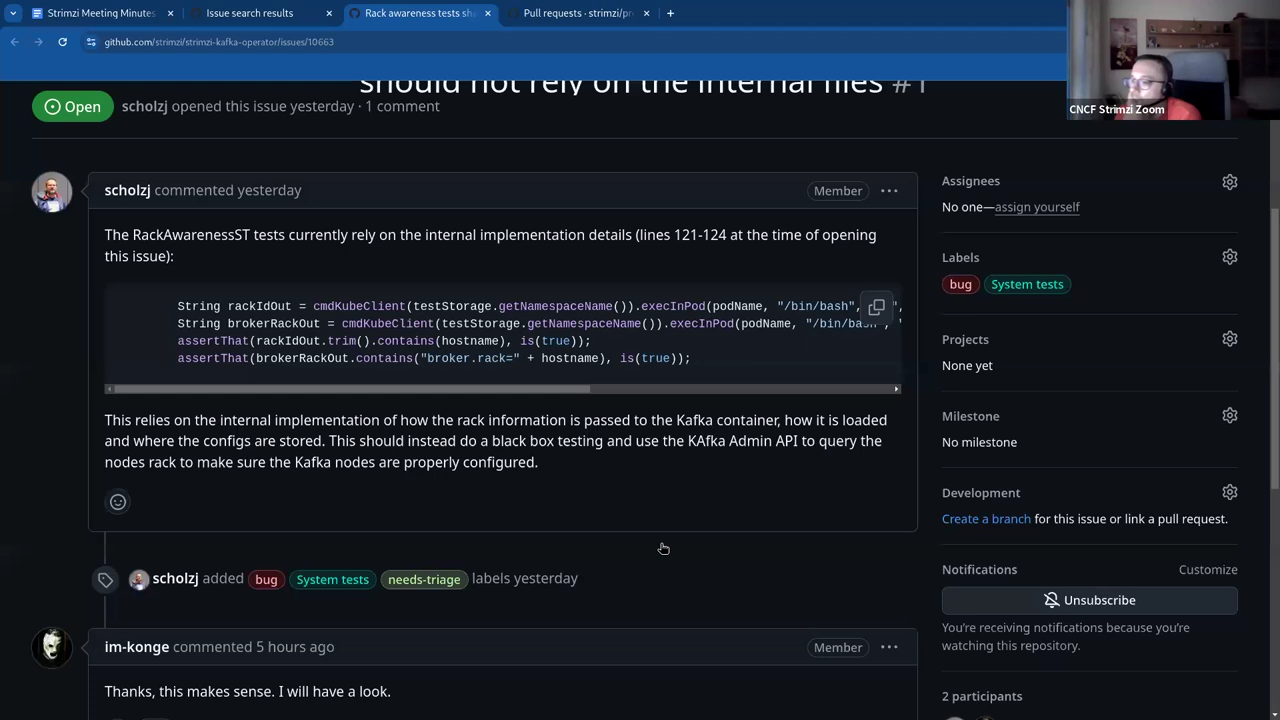 Strimzi Meeting Minutes
Issue search results
Rack awareness tests sh
Pull requests · strimzi/pr
github.com/strimzi/strimzi-kafka-operator/issues/10663
CNCF Strimzi Zoom
should not rely on the internal files #1
Open
scholzj opened this issue yesterday · 1 comment
scholzj commented yesterday
Member
The RackAwarenessST tests currently rely on the internal implementation details (lines 121-124 at the time of opening
this issue):
String rackIdOut = cmdKubeClient(testStorage.getNamespaceName()).execInPod(podName, "/bin/bash",
String brokerRackOut = cmdKubeClient(testStorage.getNamespaceName()).execInPod(podName, "/bin/bash", "
assertThat(rackIdOut.trim().contains(hostname), is(true));
assertThat(brokerRackOut.contains("broker.rack=" + hostname), is(true));
This relies on the internal implementation of how the rack information is passed to the Kafka container, how it is loaded
and where the configs are stored. This should instead do a black box testing and use the KAfka Admin API to query the
nodes rack to make sure the Kafka nodes are properly configured.
scholzj added bug System tests needs-triage labels yesterday
im-konge commented 5 hours ago
Member
Thanks, this makes sense. I will have a look.
Assignees
No one—assign yourself
Labels
bug System tests
Projects
None yet
Milestone
No milestone
Development
Create a branch for this issue or link a pull request.
Notifications
Customize
Unsubscribe
You're receiving notifications because you're
watching this repository.
2 participants